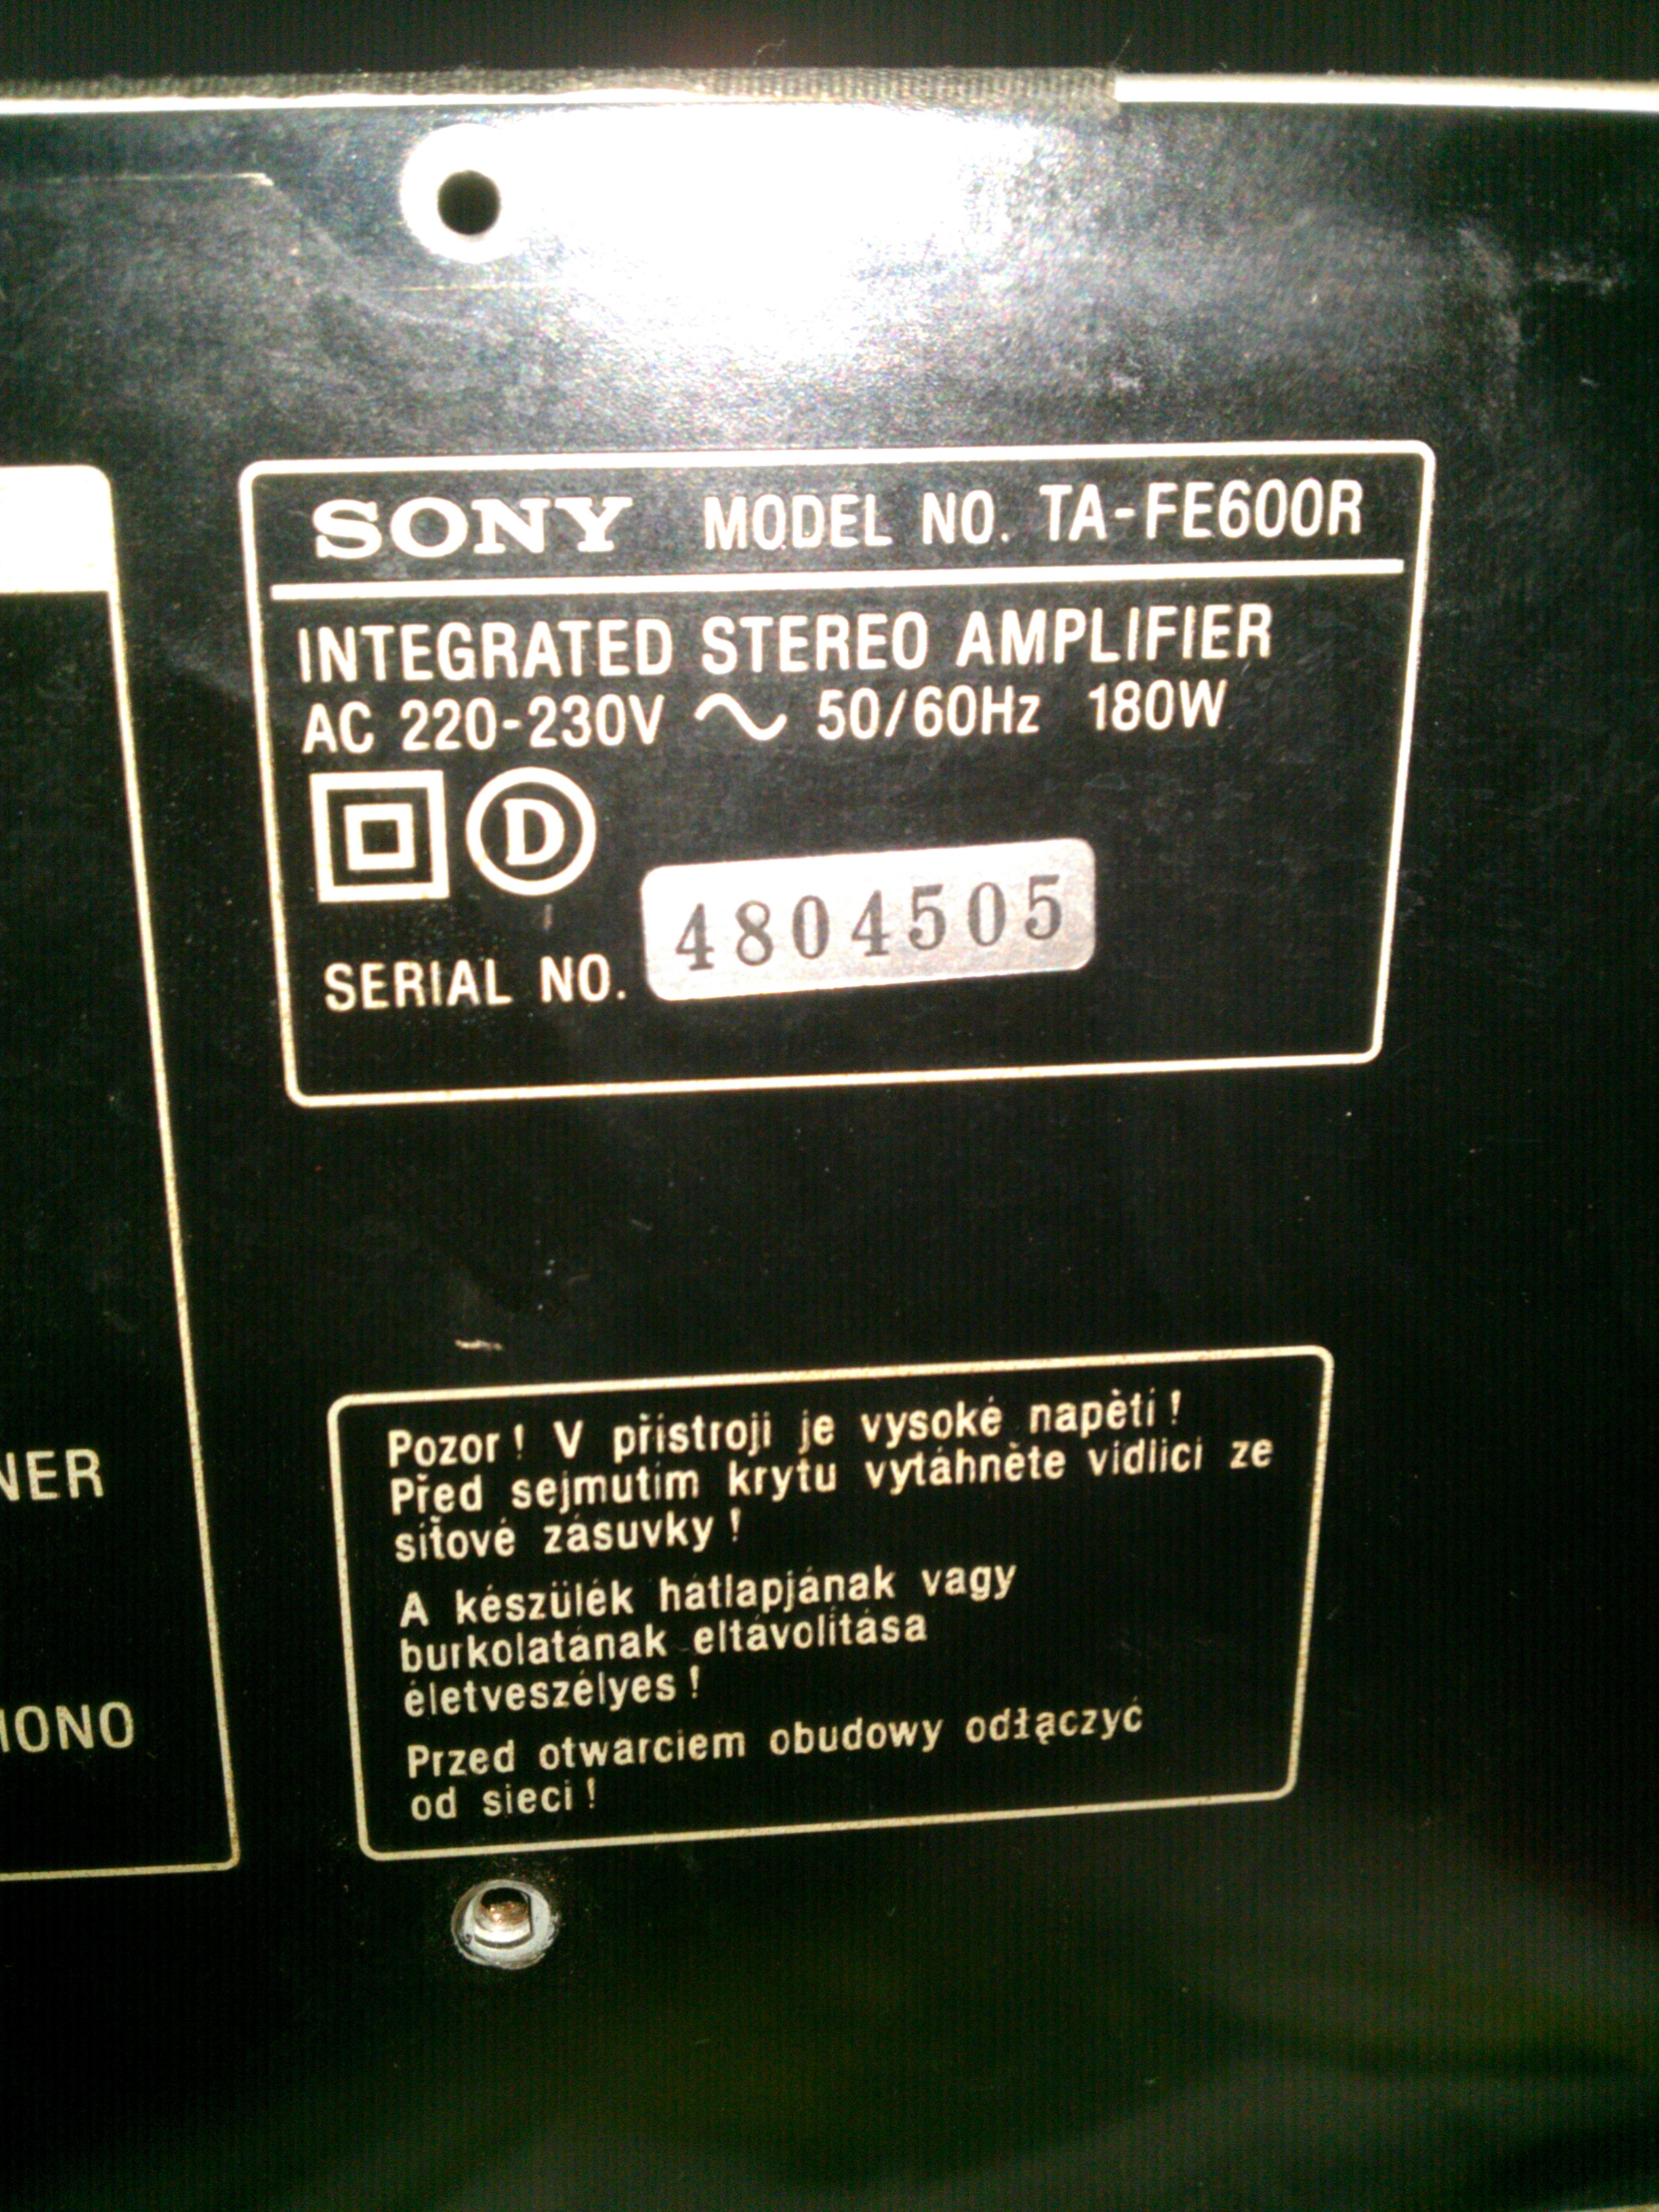 SONY MODEL NO. TA-FE600R
INTEGRATED STEREO AMPLIFIER
AC 220-230V ～ 50/60Hz 180W
D
SERIAL NO. 4804505
NER
IONO
Pozor! V přístroji je vysoké napětí!
Před sejmutím krytu vytáhněte vidlici ze
síťové zásuvky!
A készülék hátlapjának vagy
burkolatának eltávolítása
életveszélyes!
Przed otwarciem obudowy odłączyć
od sieci!